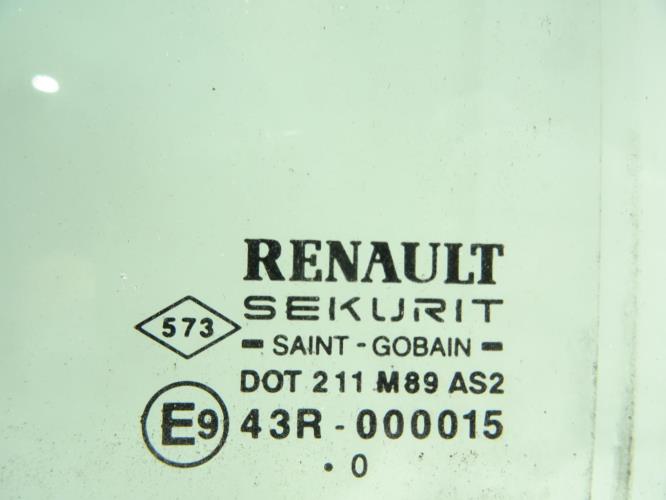 RENAULT
573 SEKURIT
- SAINT - GOBAIN -
DOT 211 M89 AS2
E9 43R - 000015
. 0